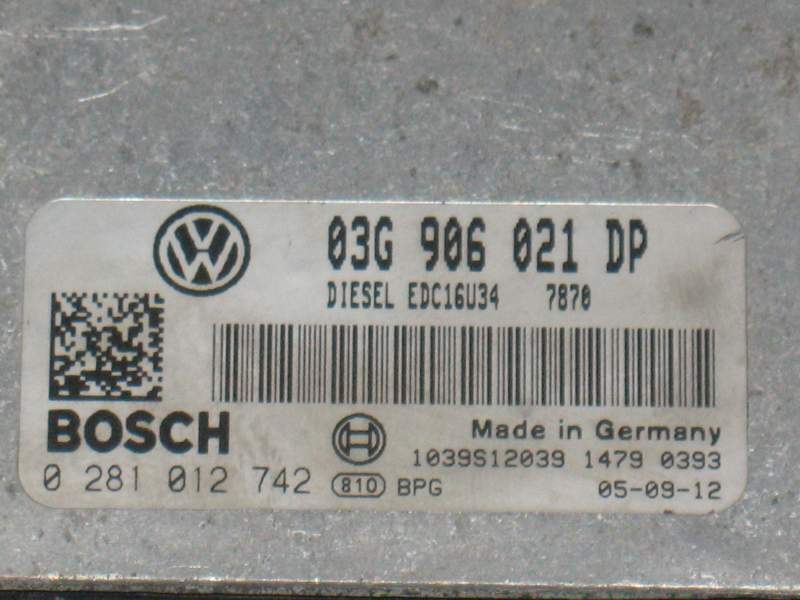 03G 906 021 DP
DIESEL EDC16U34 7870
BOSCH
Made in Germany
1039S12039 1479 0393
0 281 012 742 810 BPG 05-09-12